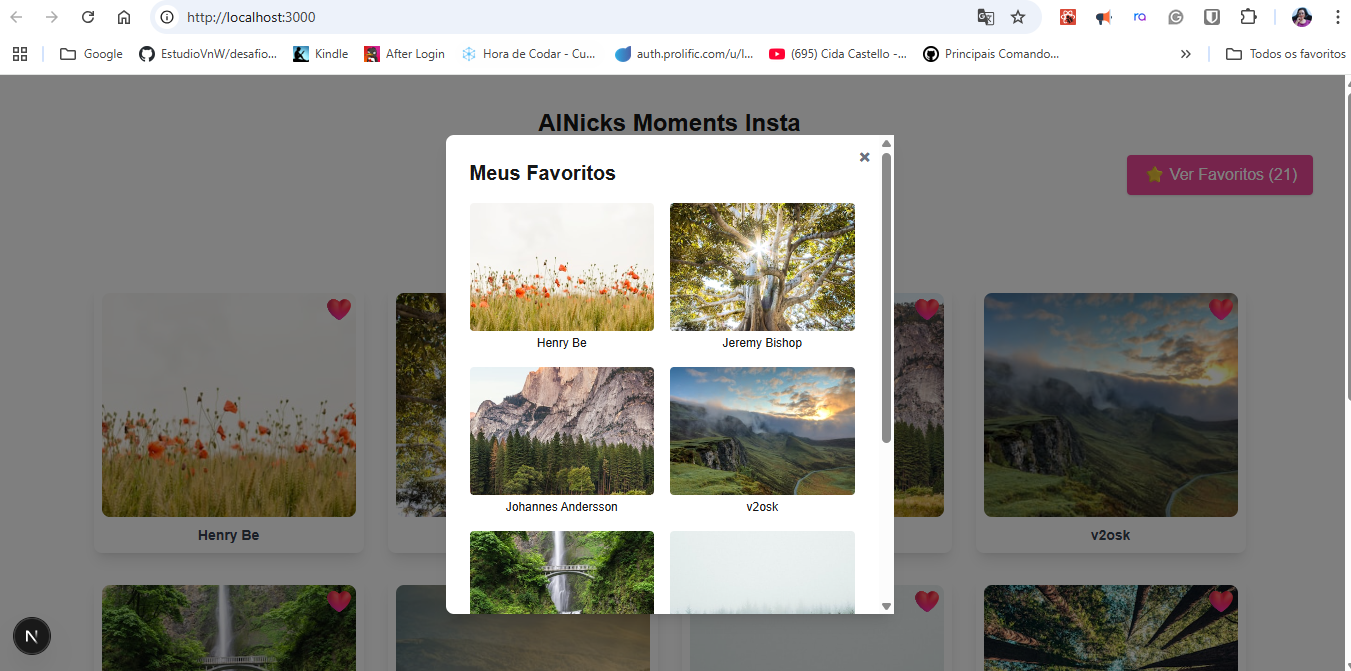 http://localhost:3000
Google
EstudioVnW/desafio...
Kindle
After Login
Hora de Codar - Cu...
auth.prolific.com/u/l...
(695) Cida Castello -...
Principais Comando...
»
Todos os favoritos
AlNicks Moments Insta
Ver Favoritos (21)
Meus Favoritos
Henry Be
Jeremy Bishop
Johannes Andersson
v2osk
Henry Be
v2osk
N